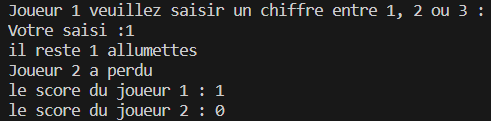 Joueur 1 veuillez saisir un chiffre entre 1, 2 ou 3 :
Votre saisi :1
il reste 1 allumettes
Joueur 2 a perdu
le score du joueur 1 : 1
le score du joueur 2 : 0